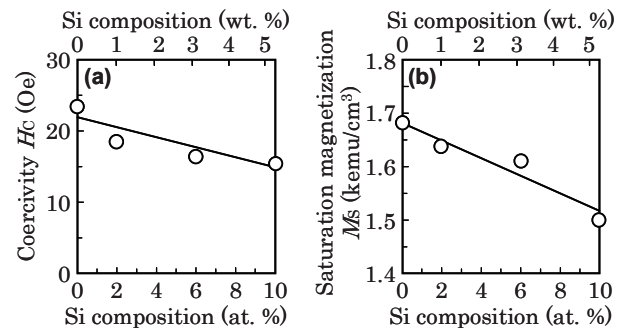 Si composition (wt. %)
0 1 2 3 4 5
30
20
10
0
Coercivity Hc (Oe)
(a)
0 2 4 6 8 10
Si composition (at. %)
Si composition (wt. %)
0 1 2 3 4 5
1.8
1.7
1.6
1.5
1.4
Saturation magnetization
Ms (kemu/cm³)
(b)
0 2 4 6 8 10
Si composition (at. %)